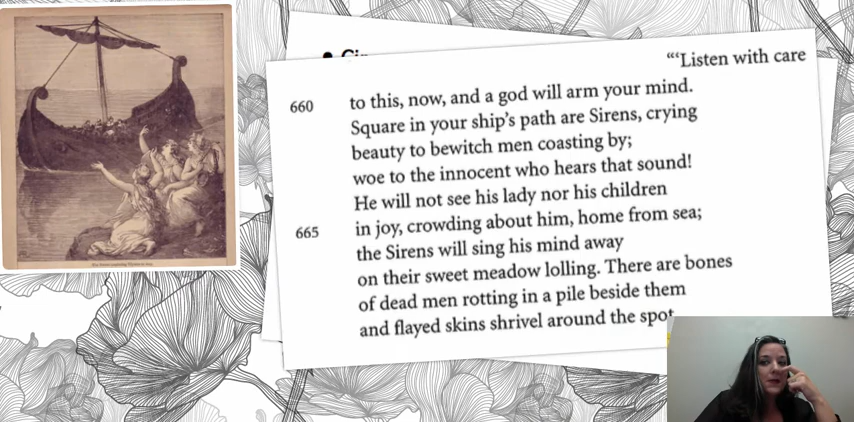 "‘Listen with care
660 to this, now, and a god will arm your mind.
Square in your ship's path are Sirens, crying
beauty to bewitch men coasting by;
woe to the innocent who hears that sound!
He will not see his lady nor his children
665 in joy, crowding about him, home from sea;
the Sirens will sing his mind away
on their sweet meadow lolling. There are bones
of dead men rotting in a pile beside them
and flayed skins shrivel around the spot